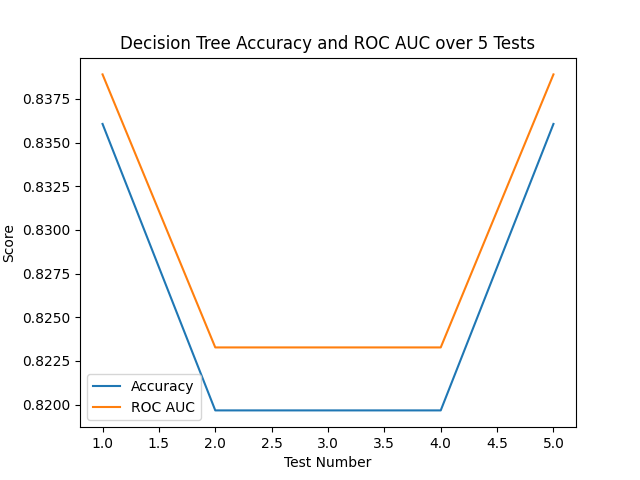 Decision Tree Accuracy and ROC AUC over 5 Tests
0.8375
0.8350
0.8325
0.8300
0.8275
0.8250
0.8225
0.8200
Score
Accuracy
ROC AUC
1.0 1.5 2.0 2.5 3.0 3.5 4.0 4.5 5.0
Test Number